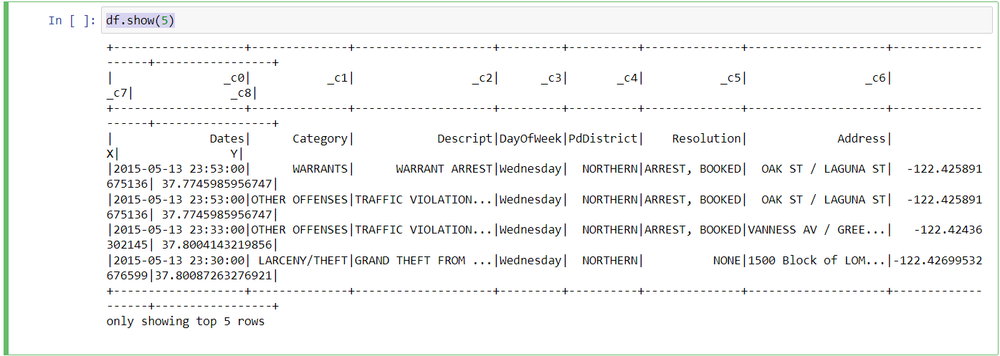 In [ ]: df.show(5)
+-------------------+--------------+--------------------+---------+----------+--------------+--------------------+-------------
------+-----------------+
|                _c0|           _c1|                 _c2|      _c3|       _c4|           _c5|                 _c6|
_c7|              _c8|
+-------------------+--------------+--------------------+---------+----------+--------------+--------------------+-------------
------+-----------------+
|              Dates|      Category|            Descript|DayOfWeek|PdDistrict|    Resolution|             Address|
X|                Y|
|2015-05-13 23:53:00|      WARRANTS|      WARRANT ARREST|Wednesday|  NORTHERN|ARREST, BOOKED|  OAK ST / LAGUNA ST|  -122.425891
675136| 37.7745985956747|
|2015-05-13 23:53:00|OTHER OFFENSES|TRAFFIC VIOLATION...|Wednesday|  NORTHERN|ARREST, BOOKED|  OAK ST / LAGUNA ST|  -122.425891
675136| 37.7745985956747|
|2015-05-13 23:33:00|OTHER OFFENSES|TRAFFIC VIOLATION...|Wednesday|  NORTHERN|ARREST, BOOKED|VANNESS AV / GREE...|   -122.42436
302145| 37.8004143219856|
|2015-05-13 23:30:00| LARCENY/THEFT|GRAND THEFT FROM ...|Wednesday|  NORTHERN|          NONE|1500 Block of LOM...|-122.42699532
676599|37.80087263276921|
+-------------------+--------------+--------------------+---------+----------+--------------+--------------------+-------------
------+-----------------+
only showing top 5 rows